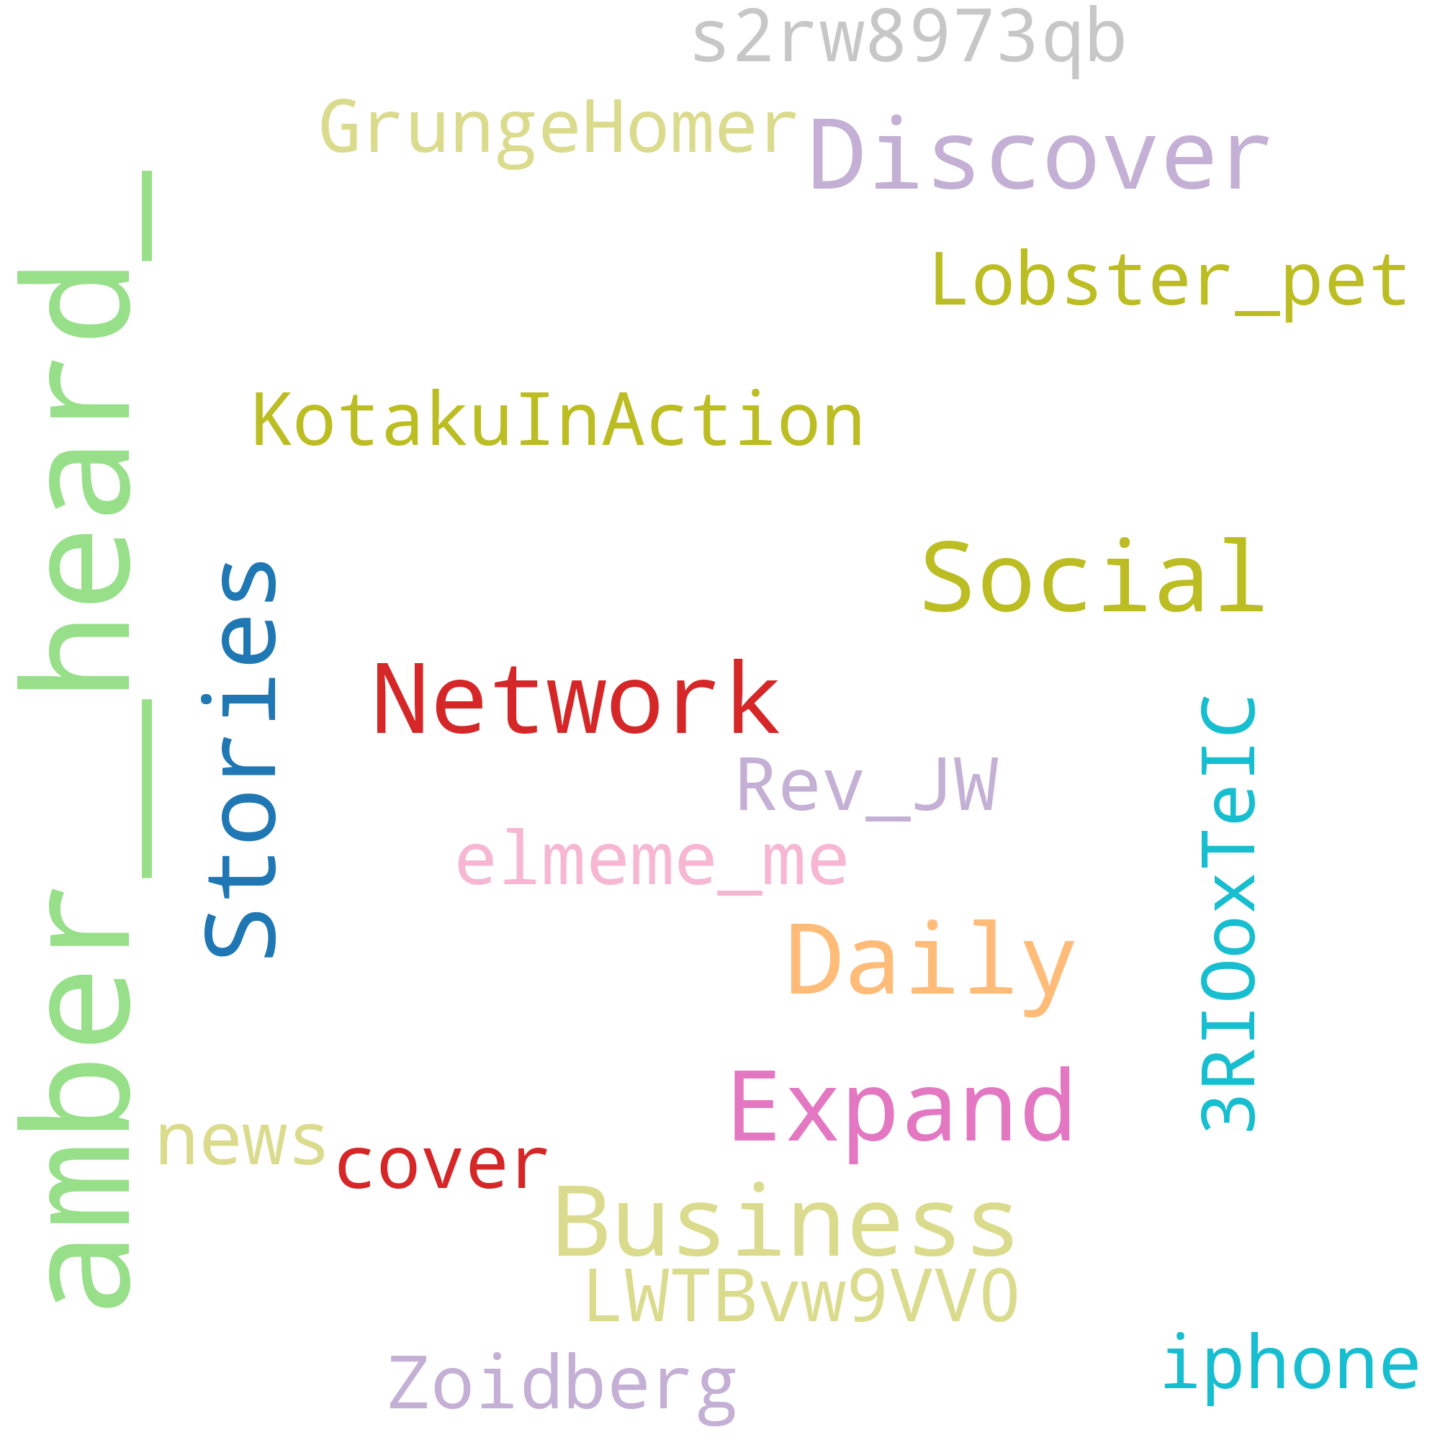 s2rw8973qb
GrungeHomer
Discover
Lobster_pet
KotakuInAction
amber__heard_
Stories
Social
Network
Rev_JW
elmeme_me
3RIOoxTeIC
Daily
Expand
news
cover
Business
LWTBvw9VVO
Zoidberg
iphone